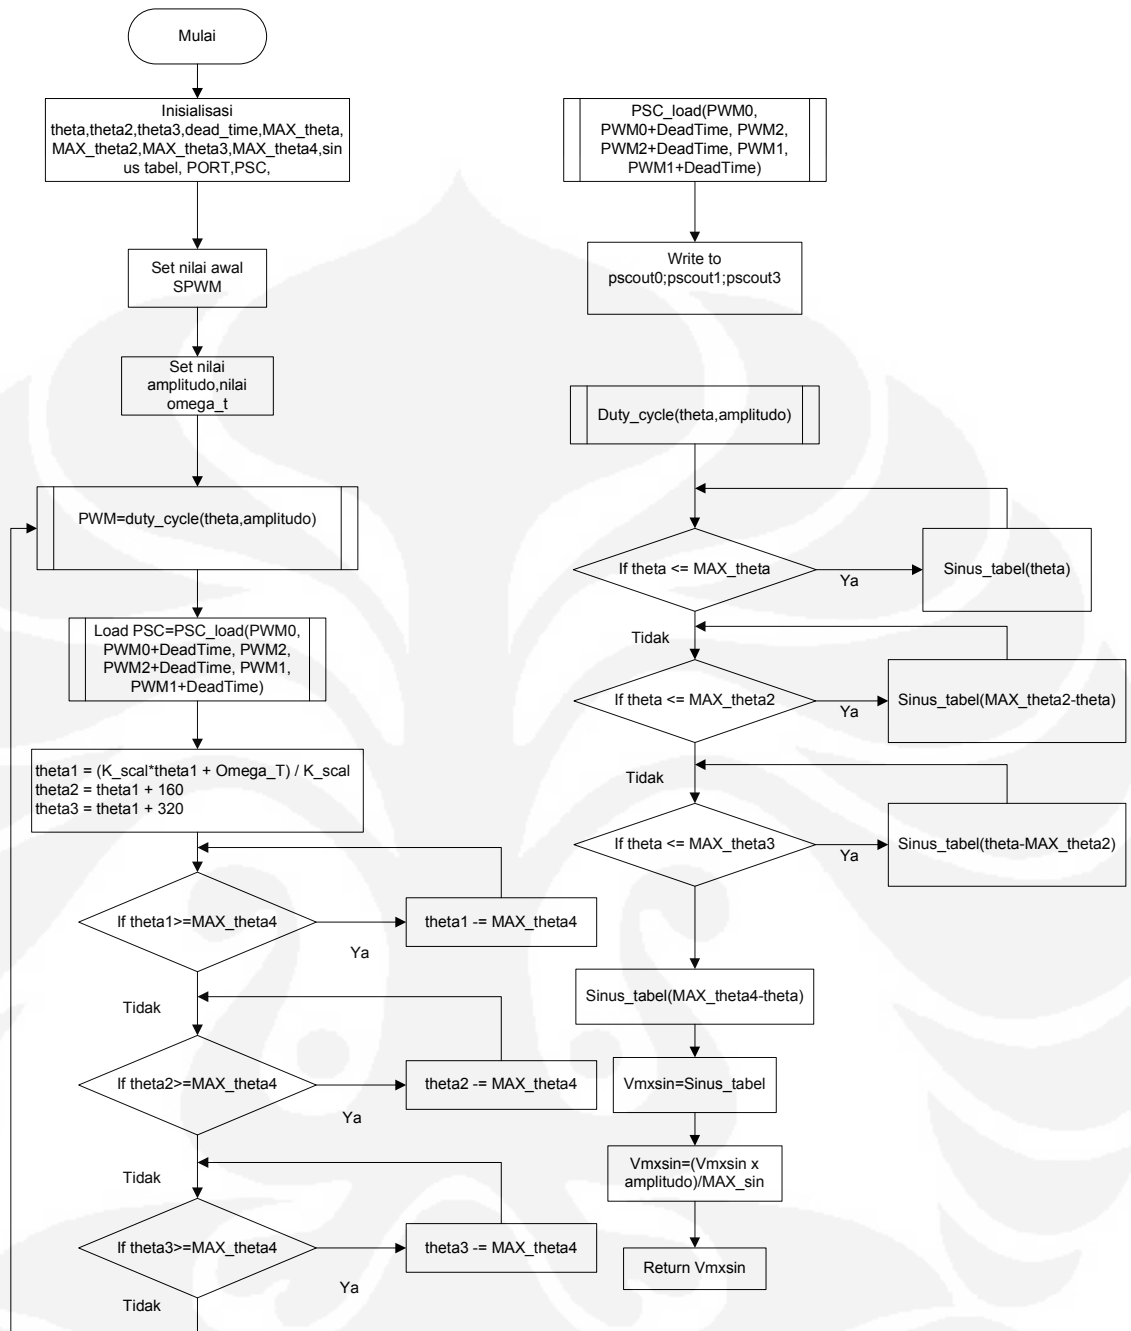 Mulai
Inisialisasi
theta,theta2,theta3,dead_time,MAX_theta,
MAX_theta2,MAX_theta3,MAX_theta4,sin
us tabel, PORT,PSC,
Set nilai awal
SPWM
Set nilai
amplitudo,nilai
omega_t
PWM=duty_cycle(theta,amplitudo)
Load PSC=PSC_load(PWM0,
PWM0+DeadTime, PWM2,
PWM2+DeadTime, PWM1,
PWM1+DeadTime)
theta1 = (K_scal*theta1 + Omega_T) / K_scal
theta2 = theta1 + 160
theta3 = theta1 + 320
If theta1>=MAX_theta4
Ya
theta1 -= MAX_theta4
Tidak
If theta2>=MAX_theta4
Ya
theta2 -= MAX_theta4
Tidak
If theta3>=MAX_theta4
Ya
theta3 -= MAX_theta4
Tidak
PSC_load(PWM0,
PWM0+DeadTime, PWM2,
PWM2+DeadTime, PWM1,
PWM1+DeadTime)
Write to
pscout0;pscout1;pscout3
Duty_cycle(theta,amplitudo)
If theta <= MAX_theta
Ya
Sinus_tabel(theta)
Tidak
If theta <= MAX_theta2
Ya
Sinus_tabel(MAX_theta2-theta)
Tidak
If theta <= MAX_theta3
Ya
Sinus_tabel(theta-MAX_theta2)
Sinus_tabel(MAX_theta4-theta)
Vmxsin=Sinus_tabel
Vmxsin=(Vmxsin x
amplitudo)/MAX_sin
Return Vmxsin